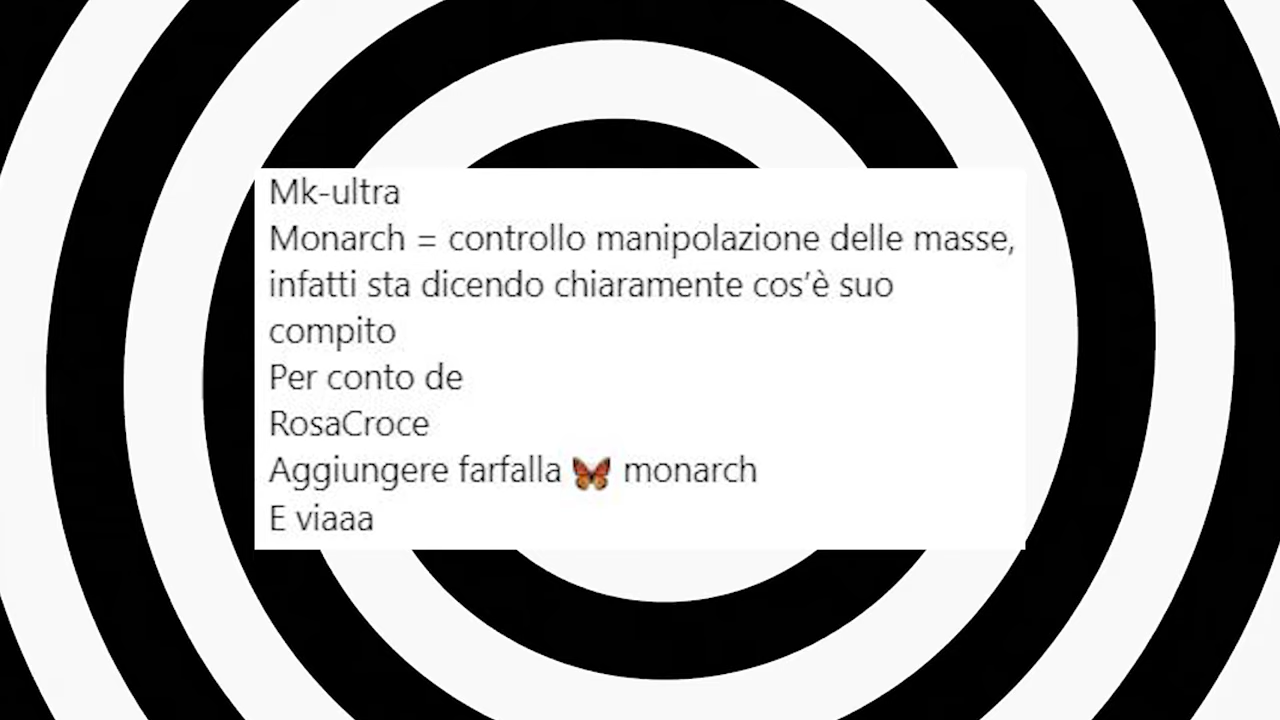 Mk-ultra
Monarch = controllo manipolazione delle masse,
infatti sta dicendo chiaramente cos'è suo
compito
Per conto de
RosaCroce
Aggiungere farfalla 🦋 monarch
E viaaa